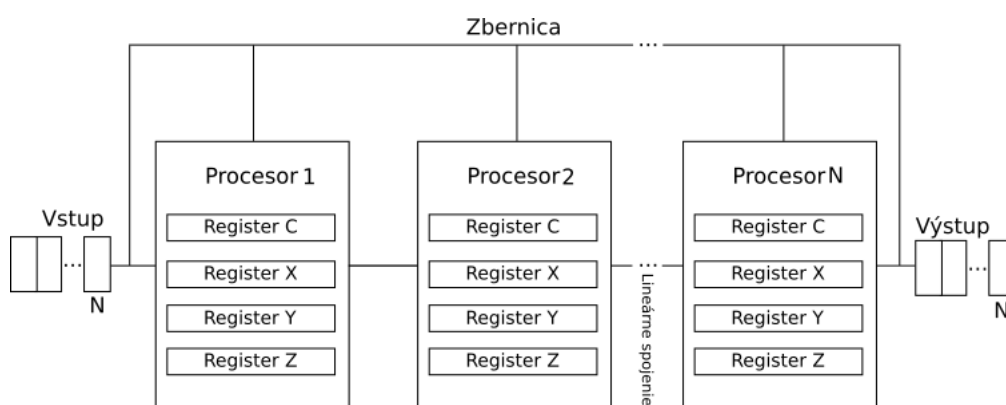 Zbernica
...
Procesor 1
Procesor 2
Procesor N
Vstup
Výstup
Register C
Register C
Register C
...
Register X
Register X
...
Register X
...
N
N
Register Y
Register Y
Register Y
Register Z
Register Z
Register Z
Lineárne spojenie